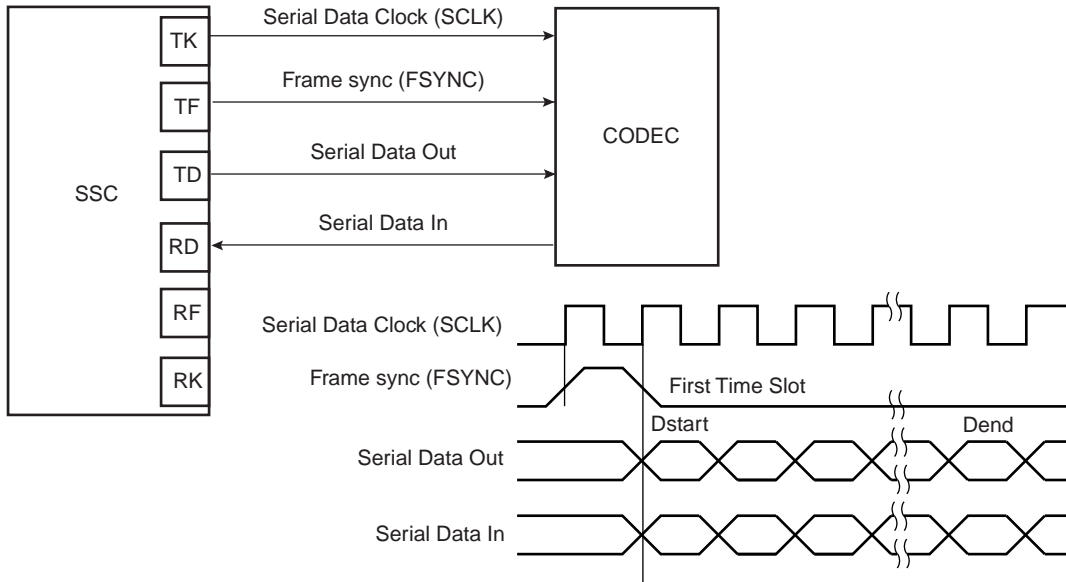 Serial Data Clock (SCLK)
TK
Frame sync (FSYNC)
TF
CODEC
Serial Data Out
TD
SSC
Serial Data In
RD
RF
Serial Data Clock (SCLK)
RK
Frame sync (FSYNC)
First Time Slot
Dstart
Dend
Serial Data Out
Serial Data In